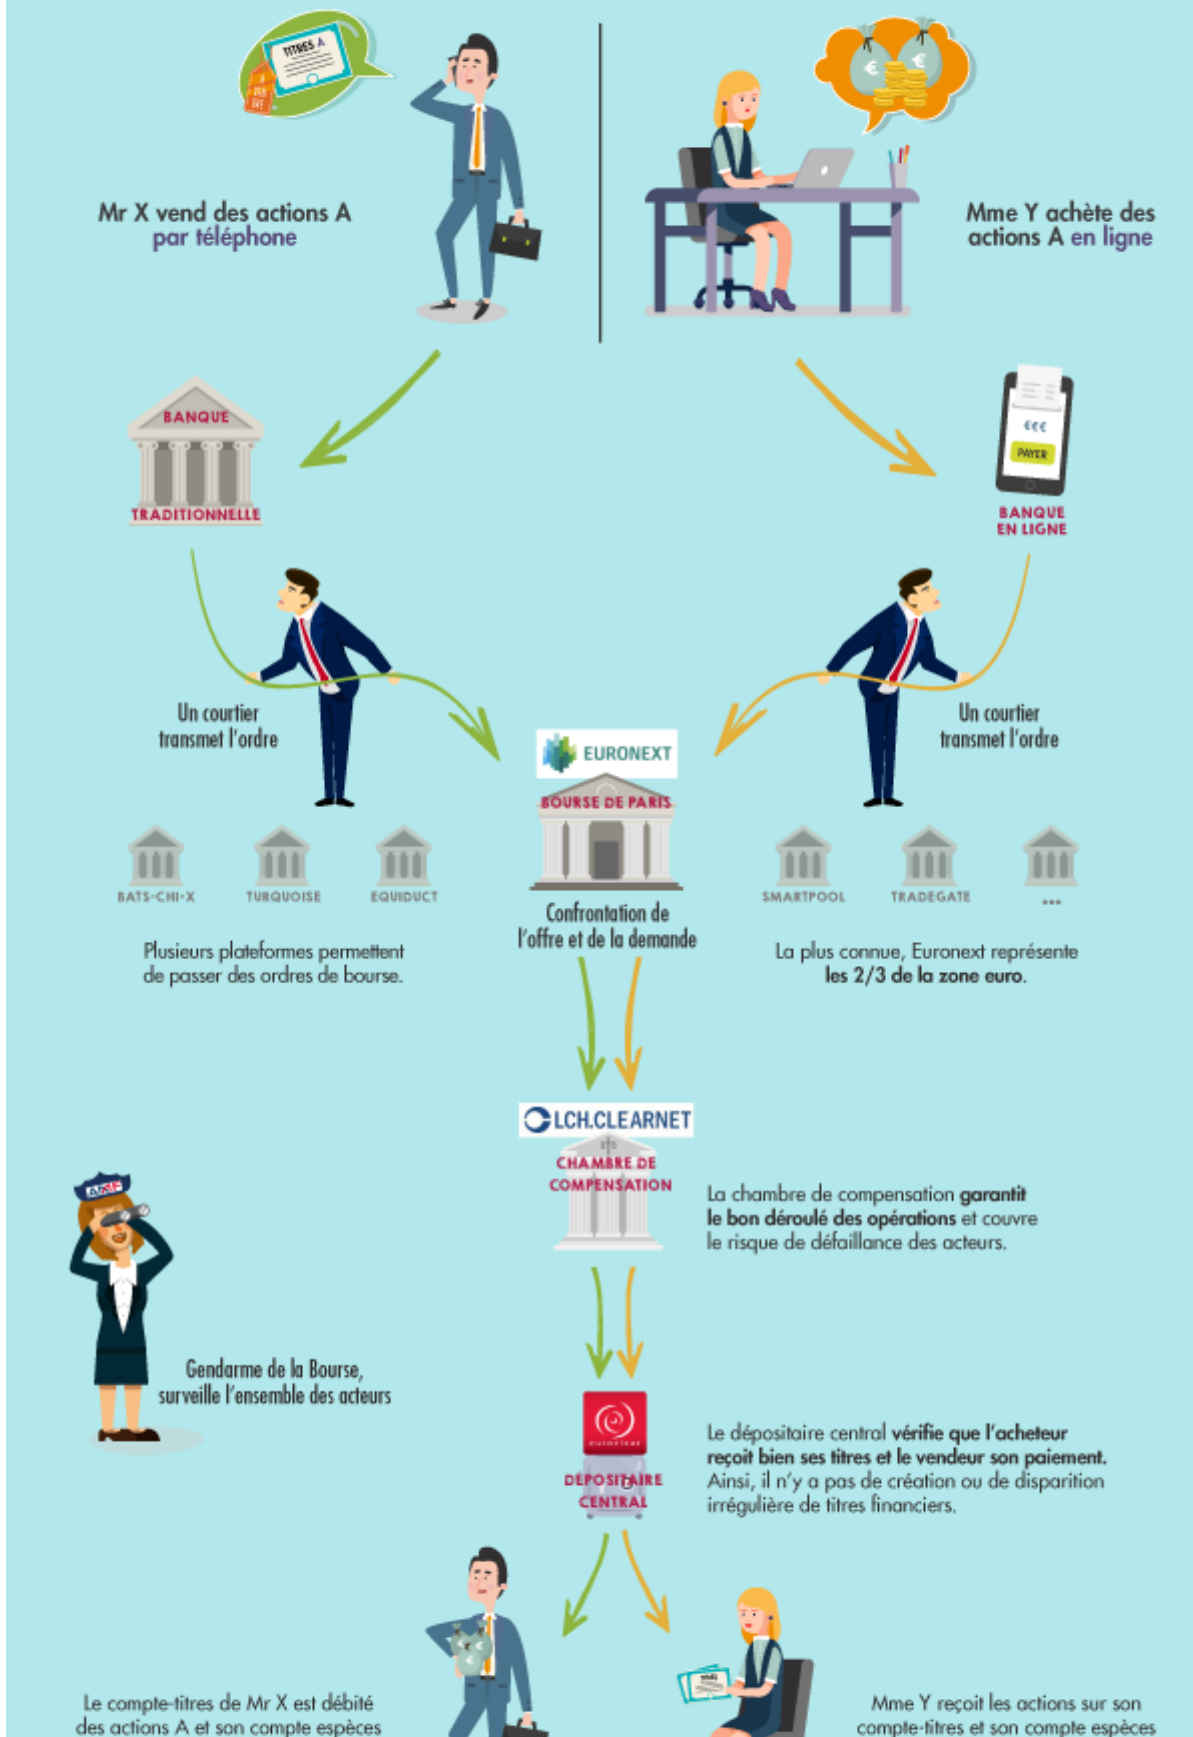 TITRES A
A
VEN
DRE
€
€
Mr X vend des actions A
par téléphone
Mme Y achète des
actions A en ligne
BANQUE
TRADITIONNELLE
€€€
PAYER
BANQUE
EN LIGNE
Un courtier
transmet l'ordre
Un courtier
transmet l'ordre
EURONEXT
BOURSE DE PARIS
BATS-CHI-X
TURQUOISE
EQUIDUCT
SMARTPOOL
TRADEGATE
...
Confrontation de
l'offre et de la demande
Plusieurs plateformes permettent
de passer des ordres de bourse.
La plus connue, Euronext représente
les 2/3 de la zone euro.
LCH.CLEARNET
CHAMBRE DE
COMPENSATION
La chambre de compensation garantit
le bon déroulé des opérations et couvre
le risque de défaillance des acteurs.
AMF
Gendarme de la Bourse,
surveille l'ensemble des acteurs
euroclear
DÉPOSITAIRE
CENTRAL
Le dépositaire central vérifie que l'acheteur
reçoit bien ses titres et le vendeur son paiement.
Ainsi, il n'y a pas de création ou de disparition
irrégulière de titres financiers.
€
€
Le compte-titres de Mr X est débité
des actions A et son compte espèces
Mme Y reçoit les actions sur son
compte-titres et son compte espèces